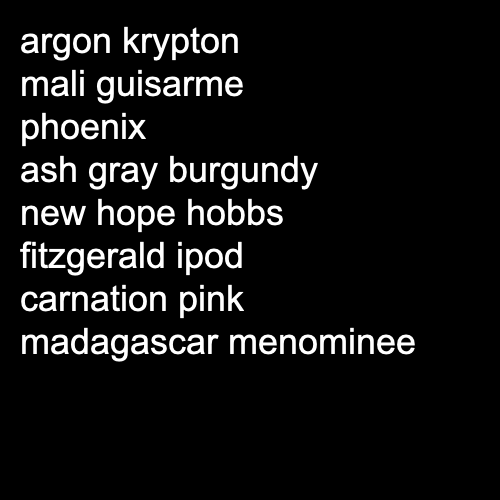 argon krypton
mali guisarme
phoenix
ash gray burgundy
new hope hobbs
fitzgerald ipod
carnation pink
madagascar menominee